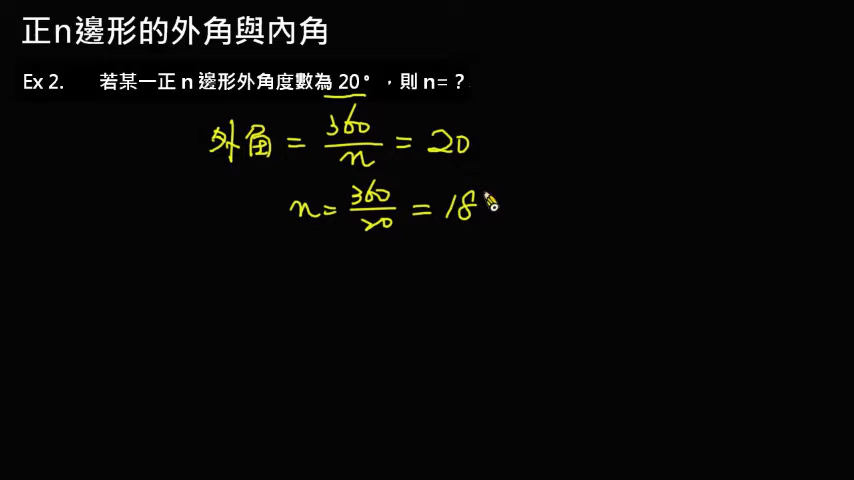 正n邊形的外角與內角
Ex 2. 若某一正 n 邊形外角度數為 20°，則 n=？
外角 = 360/n = 20
n = 360/20 = 18